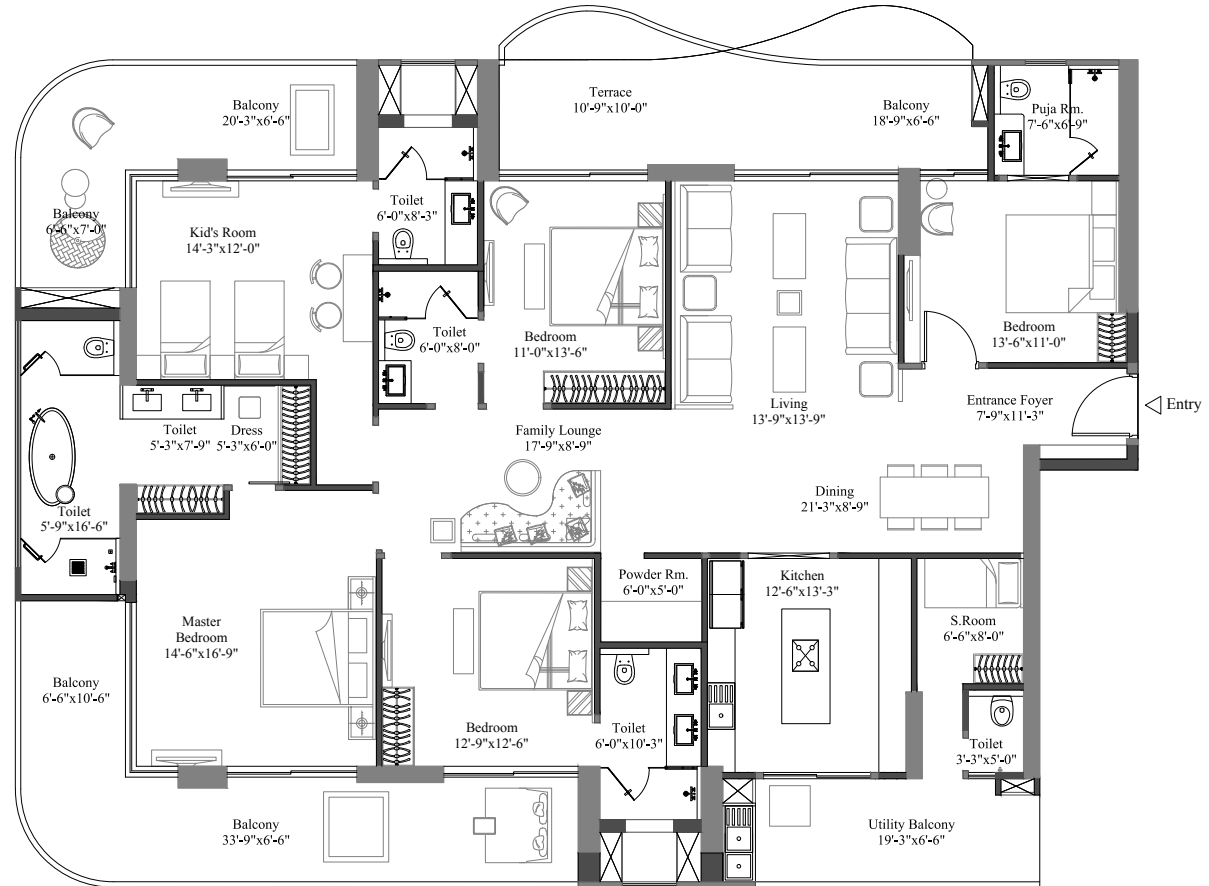 Terrace
10'-9"x10'-0"
Balcony
20'-3"x6'-6"
Balcony
18'-9"x6'-6"
Puja Rm.
7'-6"x6'-9"
Toilet
6'-0"x8'-3"
Balcony
6'-6"x7'-0"
Kid's Room
14'-3"x12'-0"
Toilet
6'-0"x8'-0"
Bedroom
11'-0"x13'-6"
Bedroom
13'-6"x11'-0"
Living
13'-9"x13'-9"
Entrance Foyer
7'-9"x11'-3"
Entry
Toilet
5'-3"x7'-9"
Dress
5'-3"x6'-0"
Family Lounge
17'-9"x8'-9"
Dining
21'-3"x8'-9"
Toilet
5'-9"x16'-6"
Powder Rm.
6'-0"x5'-0"
Kitchen
12'-6"x13'-3"
S.Room
6'-6"x8'-0"
Master
Bedroom
14'-6"x16'-9"
Balcony
6'-6"x10'-6"
Bedroom
12'-9"x12'-6"
Toilet
6'-0"x10'-3"
Toilet
3'-3"x5'-0"
Balcony
33'-9"x6'-6"
Utility Balcony
19'-3"x6'-6"